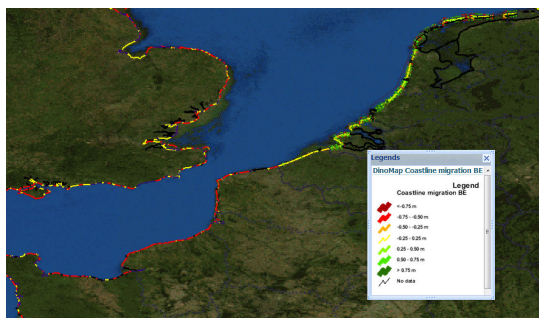 Legends
DinoMap Coastline migration BE
Legend
Coastline migration BE
<-0.75 m
-0.75 - -0.50 m
-0.50 - -0.25 m
-0.25 - 0.25 m
0.25 - 0.50 m
0.50 - 0.75 m
> 0.75 m
No data